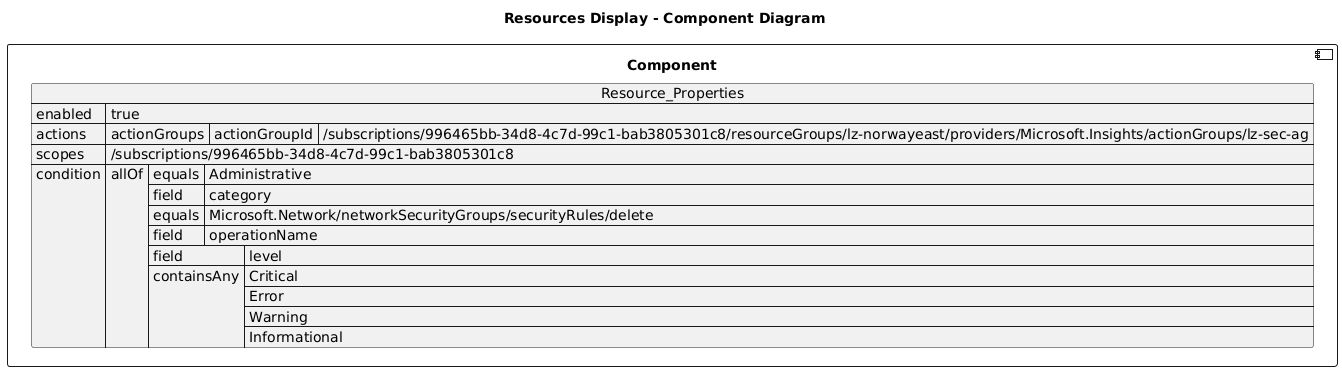 Resources Display - Component Diagram
Component
Resource_Properties
enabled true
actions actionGroups actionGroupId /subscriptions/996465bb-34d8-4c7d-99c1-bab3805301c8/resourceGroups/lz-norwayeast/providers/Microsoft.Insights/actionGroups/lz-sec-ag
scopes /subscriptions/996465bb-34d8-4c7d-99c1-bab3805301c8
condition allOf equals Administrative
field category
equals Microsoft.Network/networkSecurityGroups/securityRules/delete
field operationName
field level
containsAny Critical
Error
Warning
Informational